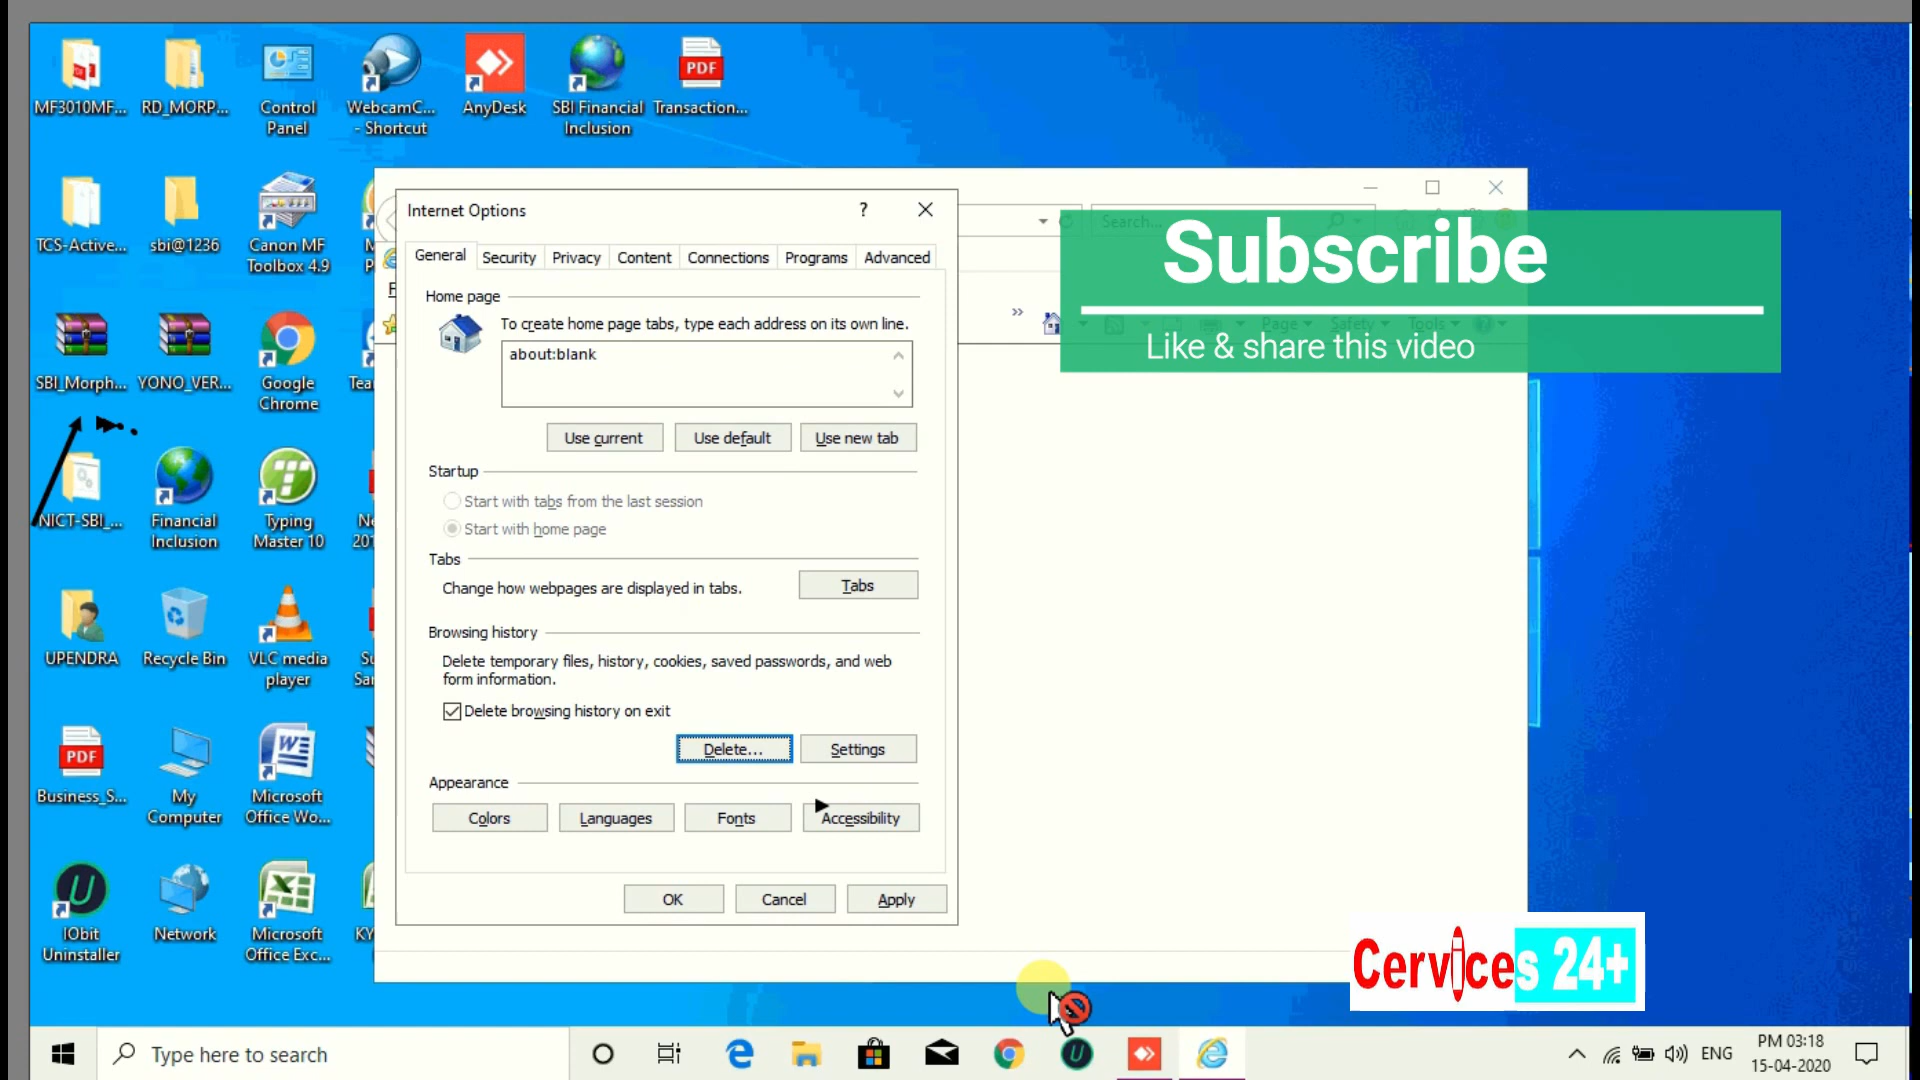 MF3010MF...
RD_MORP...
Control
Panel
WebcamC...
- Shortcut
AnyDesk
SBI Financial
Inclusion
Transaction...
TCS-Active...
sbi@1236
Canon MF
Toolbox 4.9
SBI_Morph...
YONO_VER...
Google
Chrome
NICT-SBI_...
Financial
Inclusion
Typing
Master 10
UPENDRA
Recycle Bin
VLC media
player
Business_S...
My
Computer
Microsoft
Office Wo...
IObit
Uninstaller
Network
Microsoft
Office Exc...
Internet Options
General Security Privacy Content Connections Programs Advanced
Home page
To create home page tabs, type each address on its own line.
about:blank
Use current Use default Use new tab
Startup
Start with tabs from the last session
Start with home page
Tabs
Change how webpages are displayed in tabs.
Tabs
Browsing history
Delete temporary files, history, cookies, saved passwords, and web
form information.
Delete browsing history on exit
Delete... Settings
Appearance
Colors Languages Fonts Accessibility
OK Cancel Apply
Search...
Page Safety Tools
Subscribe
Like & share this video
Cervices 24+
Type here to search
ENG
PM 03:18
15-04-2020